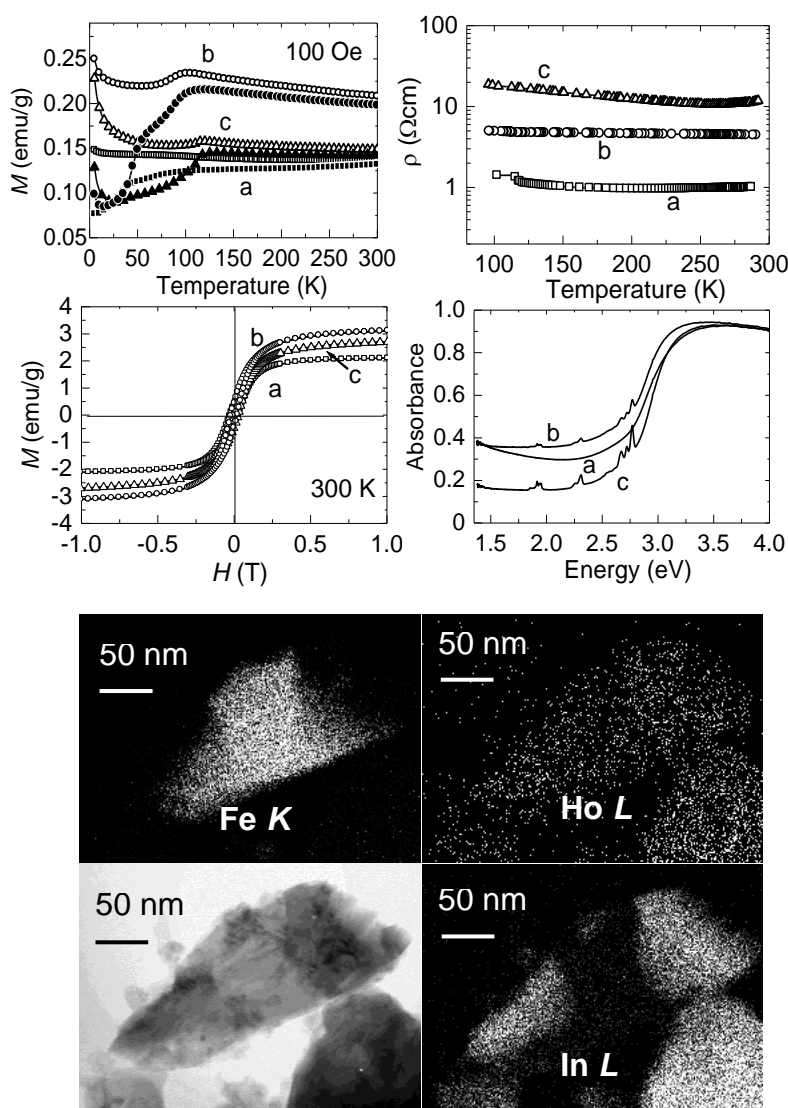 0.25
0.20
0.15
0.10
0.05
M (emu/g)
100 Oe
b
c
a
0 50 100 150 200 250 300
Temperature (K)
100
10
1
ρ (Ωcm)
c
b
a
100 150 200 250 300
Temperature (K)
4
3
2
1
0
-1
-2
-3
-4
M (emu/g)
b
c
a
300 K
-1.0 -0.5 0 0.5 1.0
H (T)
1.0
0.8
0.6
0.4
0.2
0
Absorbance
b
a
c
1.5 2.0 2.5 3.0 3.5 4.0
Energy (eV)
50 nm
Fe K
50 nm
Ho L
50 nm
50 nm
In L